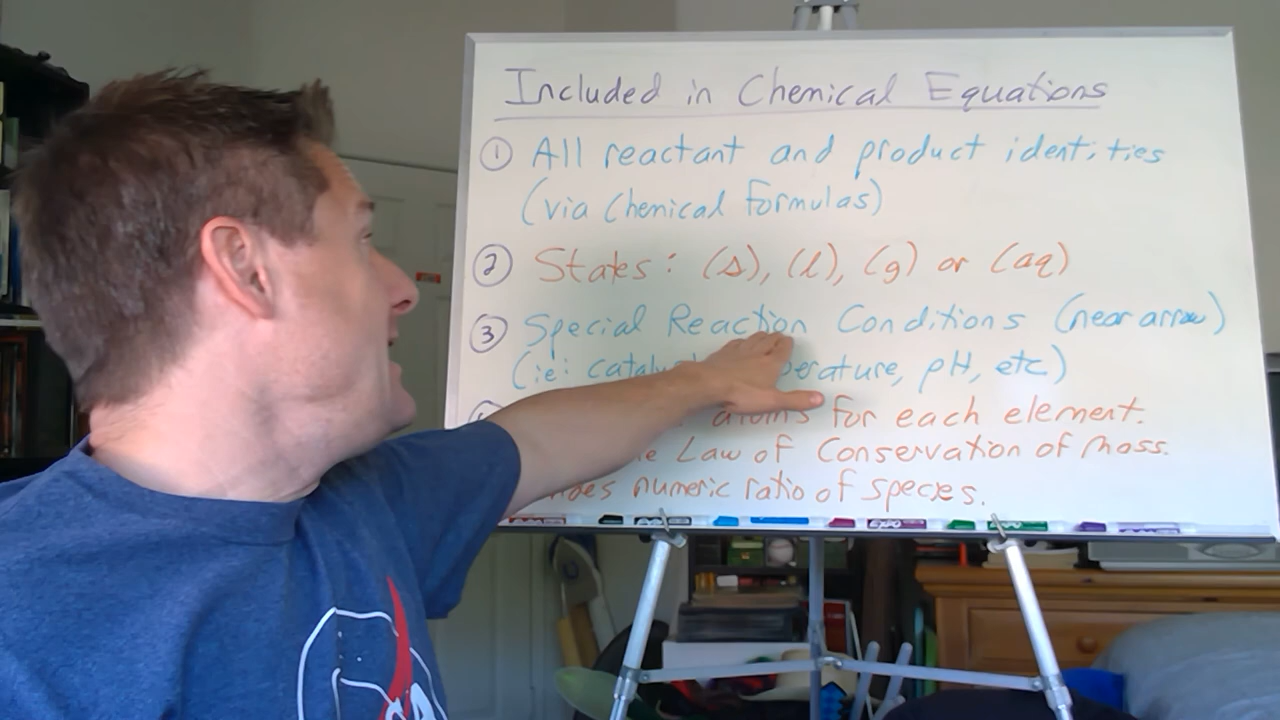 Included in Chemical Equations
① All reactant and product identities
(via Chemical Formulas)
② States: (s), (l), (g) or (aq)
③ Special Reaction Conditions (near arrow)
(ie: perature, pH, etc)
atoms for each element.
Law of Conservation of Mass.
numeric ratio of species.
EXPO